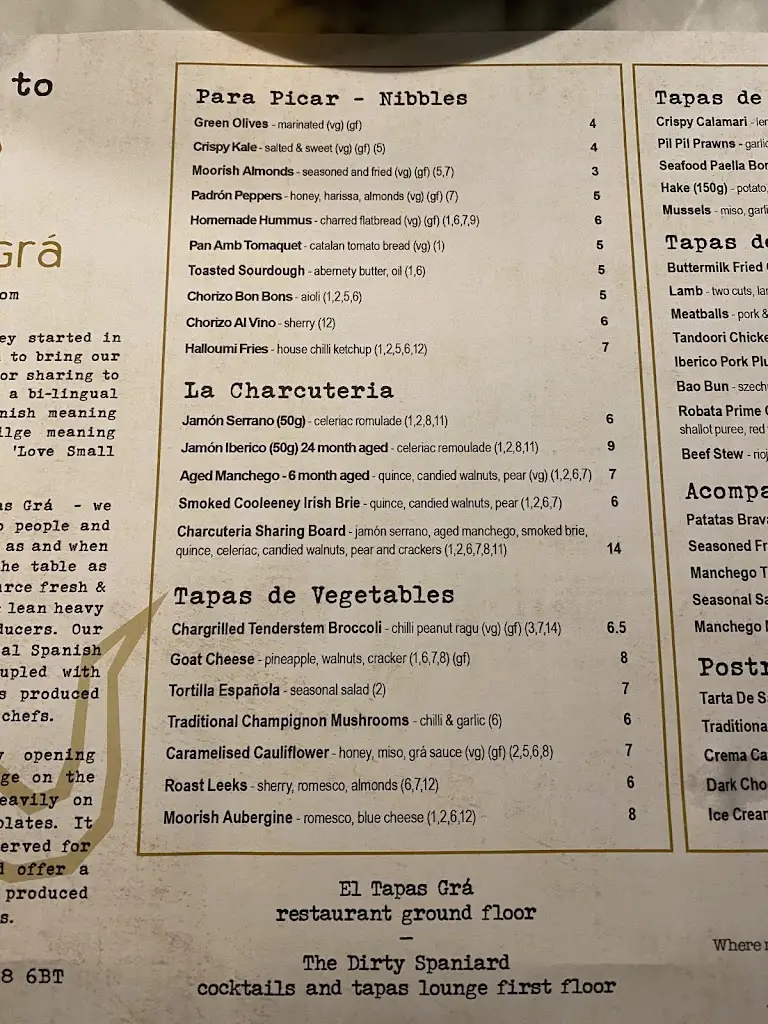 to
Grá
om
ey started in
to bring our
or sharing to
a bi-lingual
nish meaning
ilge meaning
'Love Small
as Grá - we
people and
as and when
the table as
urce fresh &
lean heavy
ducers. Our
al Spanish
upled with
s produced
chefs.
opening
ge on the
eavily on
plates. It
erved for
d offer a
produced
s.
8 6BT
Para Picar - Nibbles
Green Olives - marinated (vg) (gf) 4
Crispy Kale - salted & sweet (vg) (gf) (5) 4
Moorish Almonds - seasoned and fried (vg) (gf) (5,7) 3
Padrón Peppers - honey, harissa, almonds (vg) (gf) (7) 5
Homemade Hummus - charred flatbread (vg) (gf) (1,6,7,9) 6
Pan Amb Tomaquet - catalan tomato bread (vg) (1) 5
Toasted Sourdough - abernety butter, oil (1,6) 5
Chorizo Bon Bons - aioli (1,2,5,6) 5
Chorizo Al Vino - sherry (12) 6
Halloumi Fries - house chilli ketchup (1,2,5,6,12) 7
La Charcuteria
Jamón Serrano (50g) - celeriac romulade (1,2,8,11) 6
Jamón Iberico (50g) 24 month aged - celeriac remoulade (1,2,8,11) 9
Aged Manchego - 6 month aged - quince, candied walnuts, pear (vg) (1,2,6,7) 7
Smoked Cooleeney Irish Brie - quince, candied walnuts, pear (1,2,6,7) 6
Charcuteria Sharing Board - jamón serrano, aged manchego, smoked brie,
quince, celeriac, candied walnuts, pear and crackers (1,2,6,7,8,11) 14
Tapas de Vegetables
Chargrilled Tenderstem Broccoli - chilli peanut ragu (vg) (gf) (3,7,14) 6.5
Goat Cheese - pineapple, walnuts, cracker (1,6,7,8) (gf) 8
Tortilla Española - seasonal salad (2) 7
Traditional Champignon Mushrooms - chilli & garlic (6) 6
Caramelised Cauliflower - honey, miso, grá sauce (vg) (gf) (2,5,6,8) 7
Roast Leeks - sherry, romesco, almonds (6,7,12) 6
Moorish Aubergine - romesco, blue cheese (1,2,6,12) 8
El Tapas Grá
restaurant ground floor
—
The Dirty Spaniard
cocktails and tapas lounge first floor
Tapas de
Crispy Calamari - le
Pil Pil Prawns - garlic
Seafood Paella Bo
Hake (150g) - potato,
Mussels - miso, garli
Tapas de
Buttermilk Fried
Lamb - two cuts, la
Meatballs - pork &
Tandoori Chicke
Iberico Pork Plu
Bao Bun - szech
Robata Prime
shallot puree, red
Beef Stew - rioj
Acompa
Patatas Brava
Seasoned Fr
Manchego T
Seasonal Sa
Manchego
Postr
Tarta De S
Traditiona
Crema Ca
Dark Cho
Ice Crea
Where